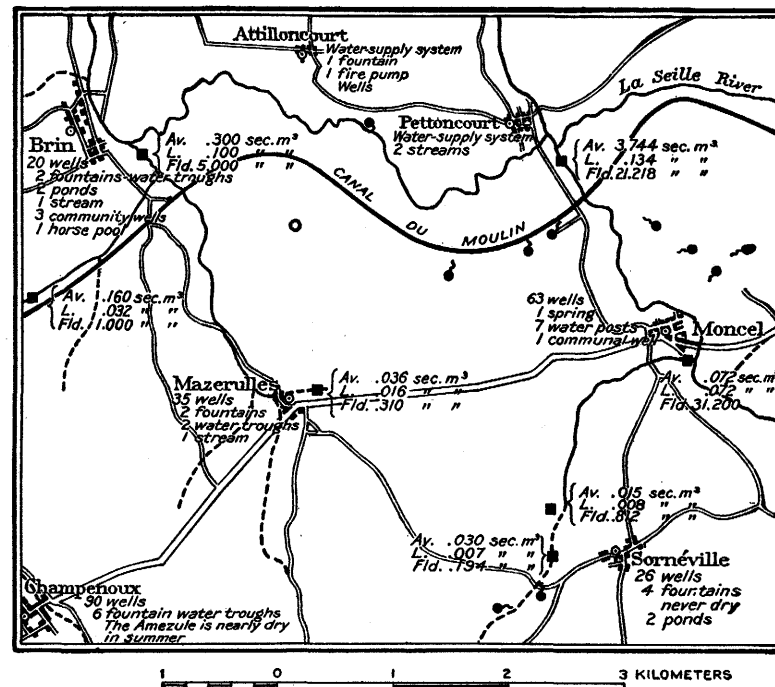 Attilloncourt
Water-supply system
1 fountain
1 fire pump
Wells
La Seille River
Pettoncourt
Water-supply system
2 streams
Brin
20 wells
2 fountains-water troughs
2 ponds
1 stream
3 community wells
1 horse pool
Av. .300 sec.m³
L. .100 " "
Fld. 5.000 " "
Av. 3.744 sec.m³
L. .134 " "
Fld. 21.218 " "
CANAL DU MOULIN
Av. .160 sec.m³
L. .032 " "
Fld. 1.000 " "
63 wells
1 spring
7 water posts
1 communal well
Moncel
Mazerulles
35 wells
2 fountains
2 water troughs
1 stream
Av. .036 sec.m³
L. .016 " "
Fld. .310 " "
Av. .072 sec.m³
L. .072 " "
Fld. 31.200
Av. .015 sec.m³
L. .008 " "
Fld. .812 " "
Av. .030 sec.m³
L. .007 " "
Fld. .194 " "
Sornéville
26 wells
4 fountains
never dry
2 ponds
Champenoux
90 wells
6 fountain water troughs
The Amezule is nearly dry
in summer
1 0 1 2 3 KILOMETERS